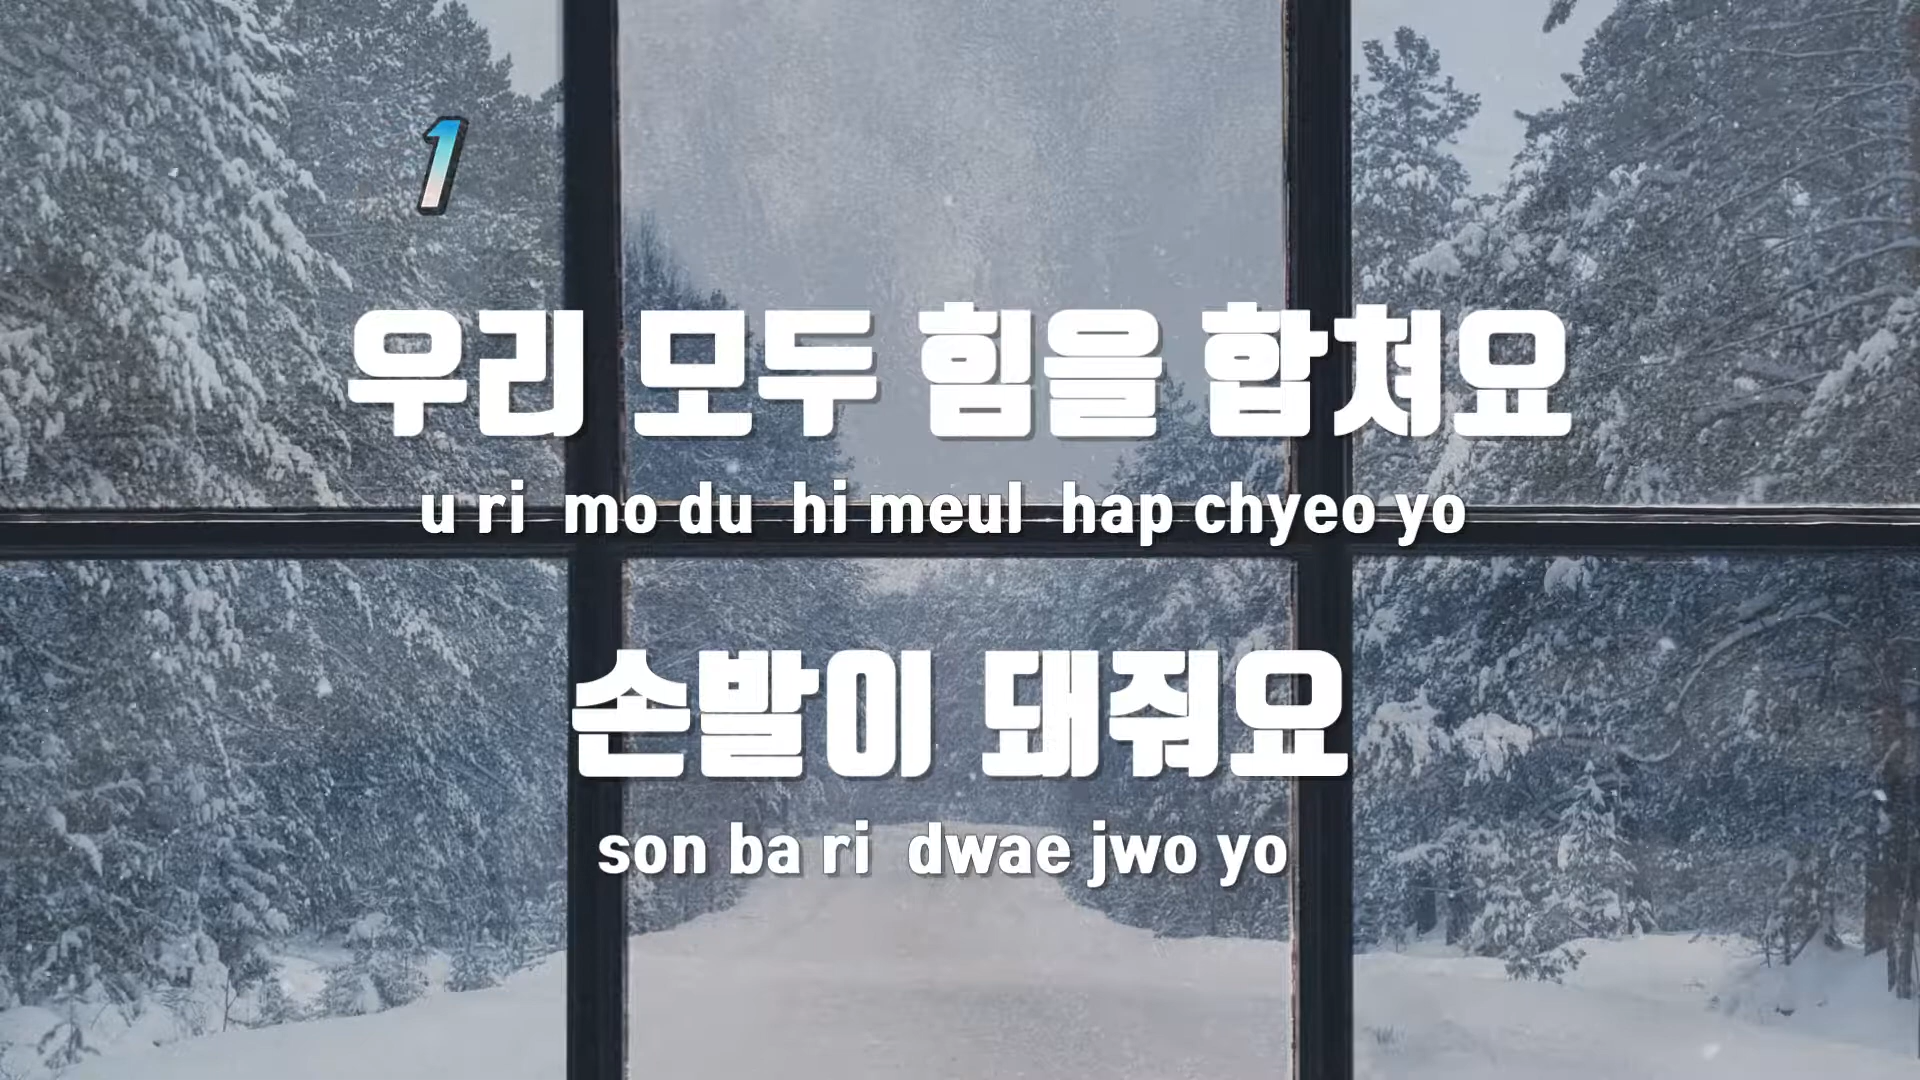 1
우리 모두 힘을 합쳐요
u ri mo du hi meul hap chyeo yo
손발이 돼줘요
son ba ri dwae jwo yo